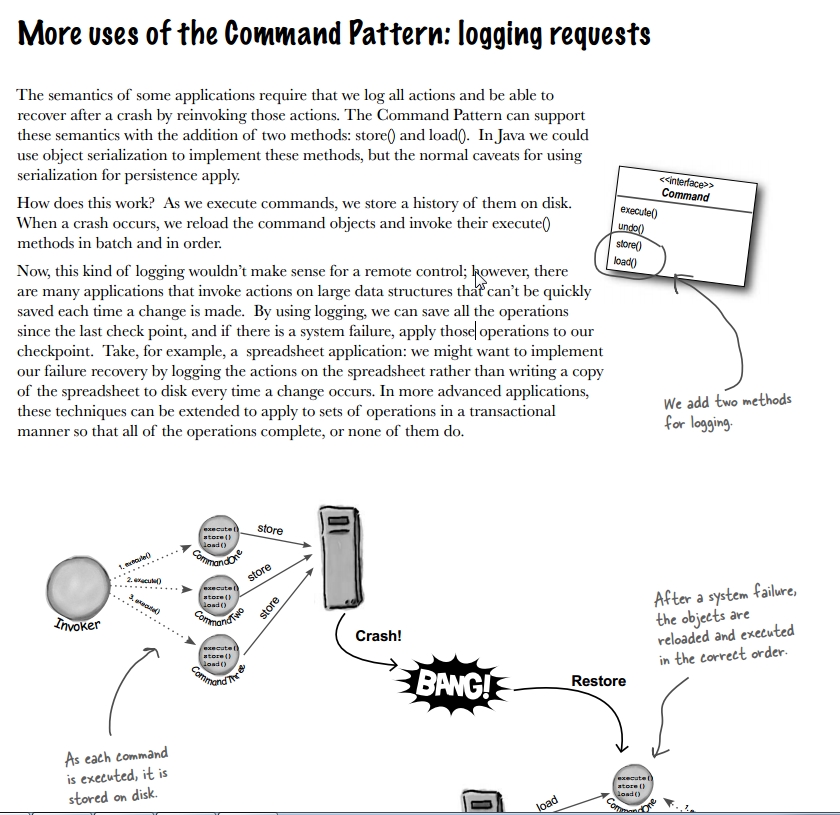 More uses of the Command Pattern: logging requests
The semantics of some applications require that we log all actions and be able to
recover after a crash by reinvoking those actions. The Command Pattern can support
these semantics with the addition of two methods: store() and load(). In Java we could
use object serialization to implement these methods, but the normal caveats for using
serialization for persistence apply.
How does this work? As we execute commands, we store a history of them on disk.
When a crash occurs, we reload the command objects and invoke their execute()
methods in batch and in order.
Now, this kind of logging wouldn't make sense for a remote control; however, there
are many applications that invoke actions on large data structures that can't be quickly
saved each time a change is made. By using logging, we can save all the operations
since the last check point, and if there is a system failure, apply those operations to our
checkpoint. Take, for example, a spreadsheet application: we might want to implement
our failure recovery by logging the actions on the spreadsheet rather than writing a copy
of the spreadsheet to disk every time a change occurs. In more advanced applications,
these techniques can be extended to apply to sets of operations in a transactional
manner so that all of the operations complete, or none of them do.
<<interface>>
Command
execute()
undo()
store()
load()
We add two methods
for logging.
Invoker
1. execute()
2. execute()
3. execute()
execute()
store()
load()
CommandOne
store
execute()
store()
load()
CommandTwo
store
execute()
store()
load()
CommandThree
store
Crash!
BANG!
Restore
After a system failure,
the objects are
reloaded and executed
in the correct order.
As each command
is executed, it is
stored on disk.
load
execute()
store()
load()
CommandOne
1.